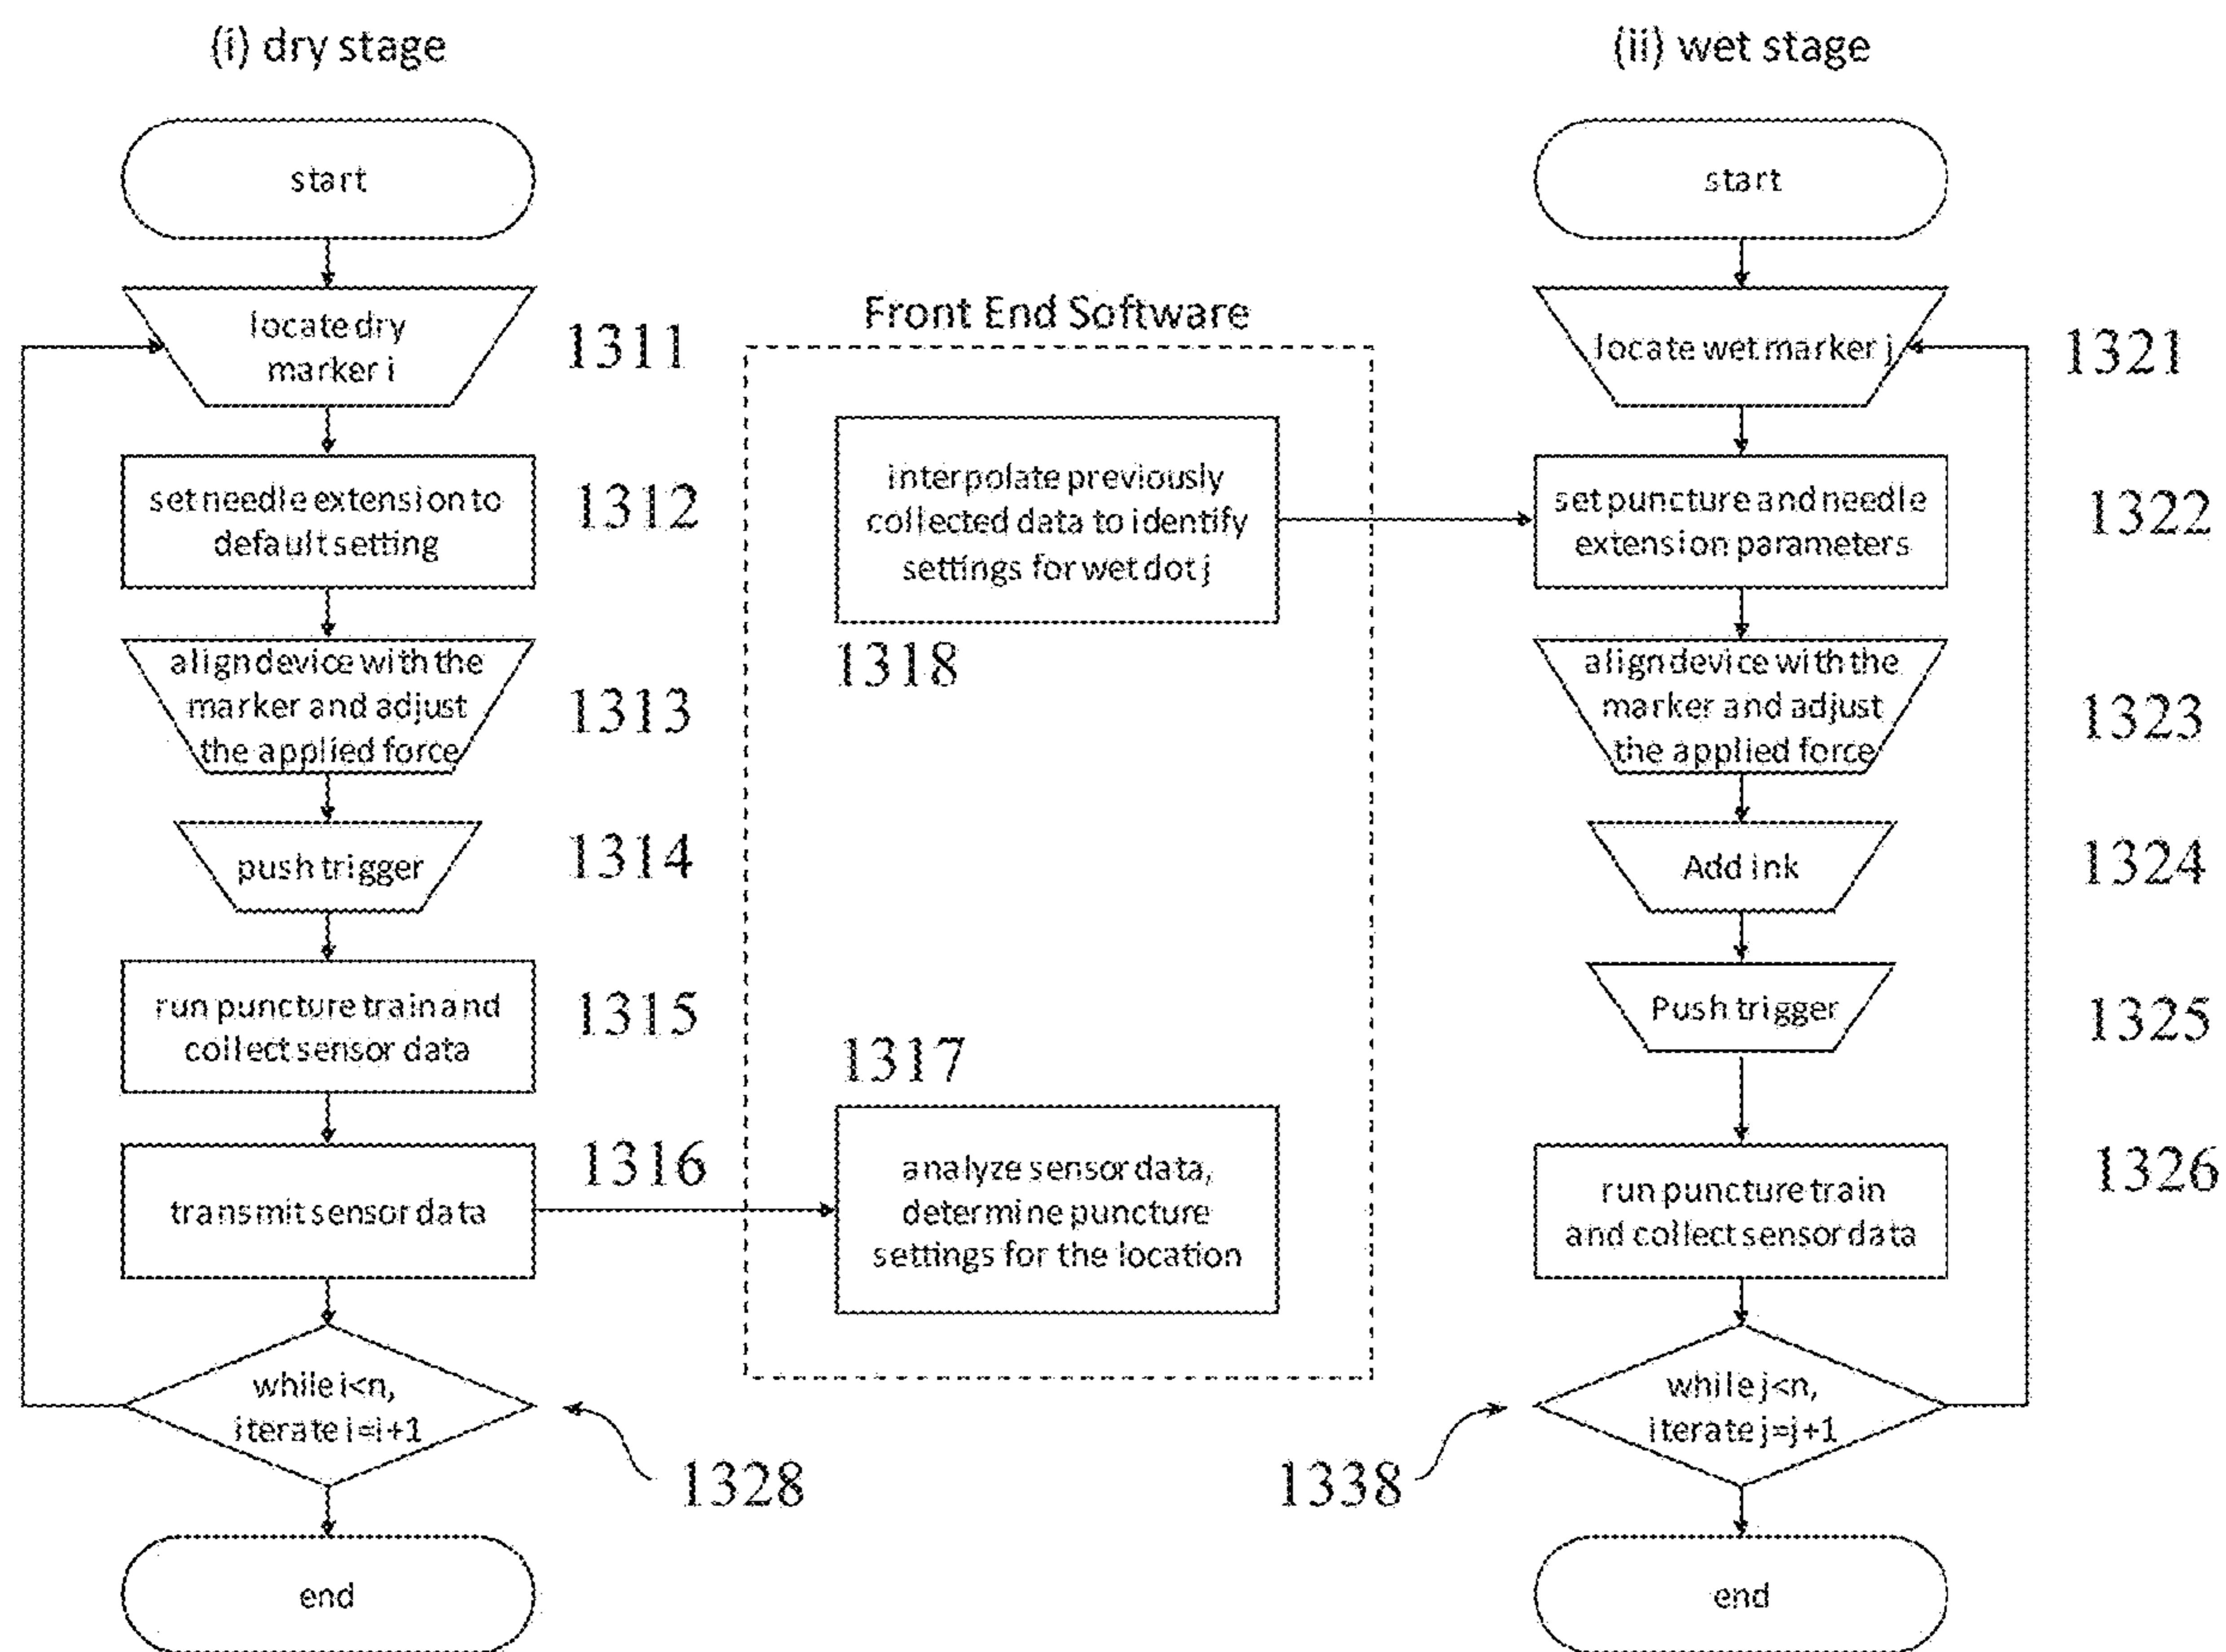 (i) dry stage
start
locate dry
marker i
1311
set needle extension to
default setting
1312
align device with the
marker and adjust
the applied force
1313
push trigger
1314
run puncture train and
collect sensor data
1315
transmit sensor data
1316
while i<n,
iterate i=i+1
1328
end
Front End Software
interpolate previously
collected data to identify
settings for wet dot j
1318
1317
analyze sensor data,
determine puncture
settings for the location
(ii) wet stage
start
locate wet marker j
1321
set puncture and needle
extension parameters
1322
align device with the
marker and adjust
the applied force
1323
Add ink
1324
Push trigger
1325
run puncture train
and collect sensor data
1326
while j<n,
iterate j=j+1
1338
end